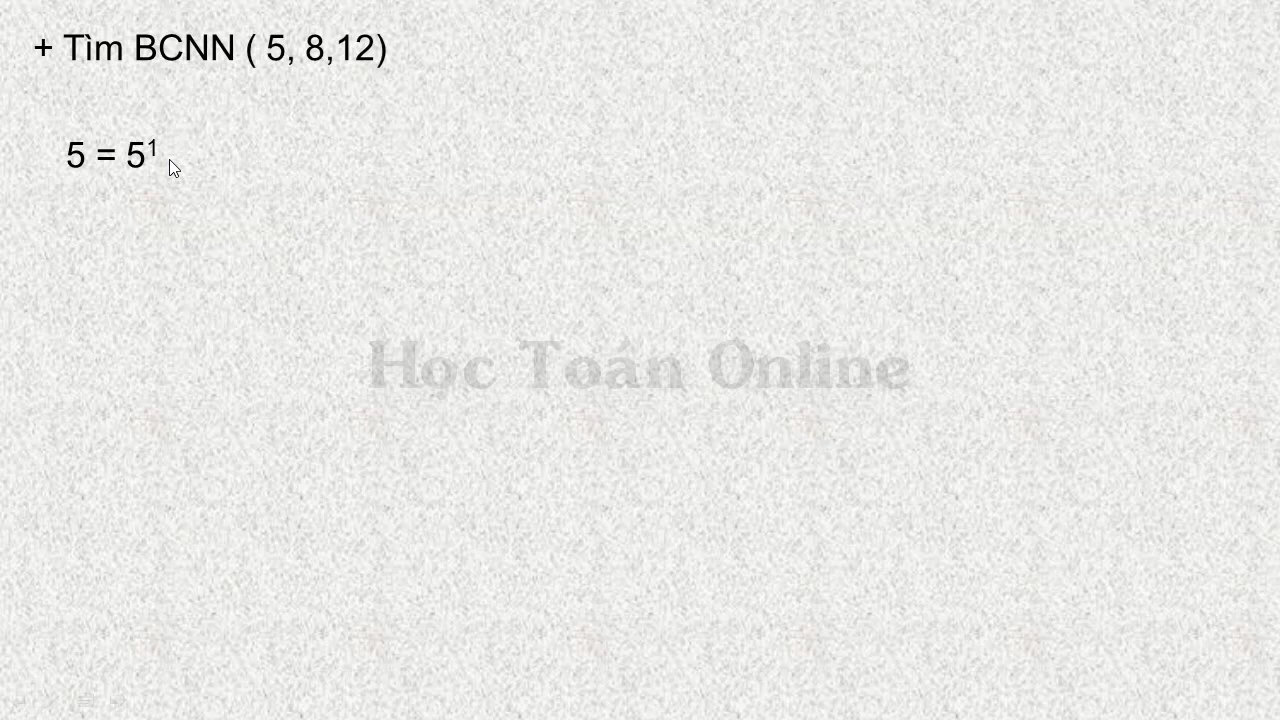 + Tìm BCNN ( 5, 8,12)
5 = 5¹
Học Toán Online